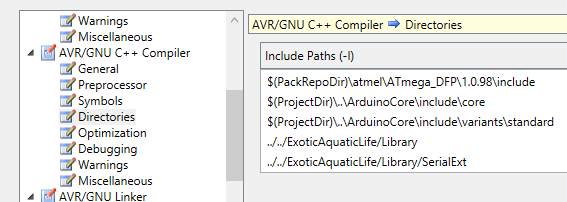 Warnings
Miscellaneous
AVR/GNU C++ Compiler
General
Preprocessor
Symbols
Directories
Optimization
Debugging
Warnings
Miscellaneous
AVR/GNU Linker
AVR/GNU C++ Compiler ➔ Directories
Include Paths (-I)
$(PackRepoDir)\atmel\ATmega_DFP\1.0.98\include
$(ProjectDir)\..\ArduinoCore\include\core
$(ProjectDir)\..\ArduinoCore\include\variants\standard
../../ExoticAquaticLife/Library
../../ExoticAquaticLife/Library/SerialExt